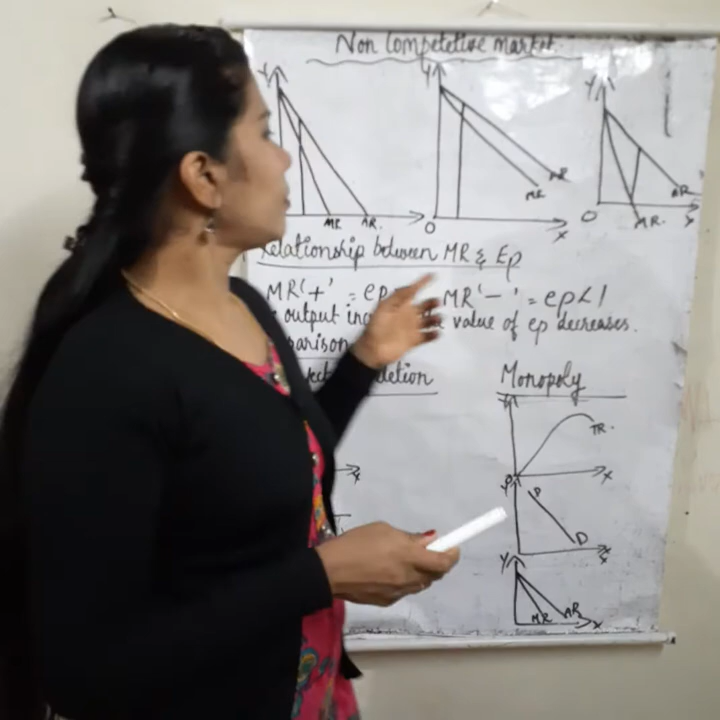 Non Competetive market.
Y Y Y
MR AR. MR AR MR. AR
O X O X
Relationship between MR & Ep
MR '+' = ep MR '-' = ep<1
output value of ep decreases.
Monopoly
Y
TR.
O X
Y
D
D
X
Y
MR AR
X